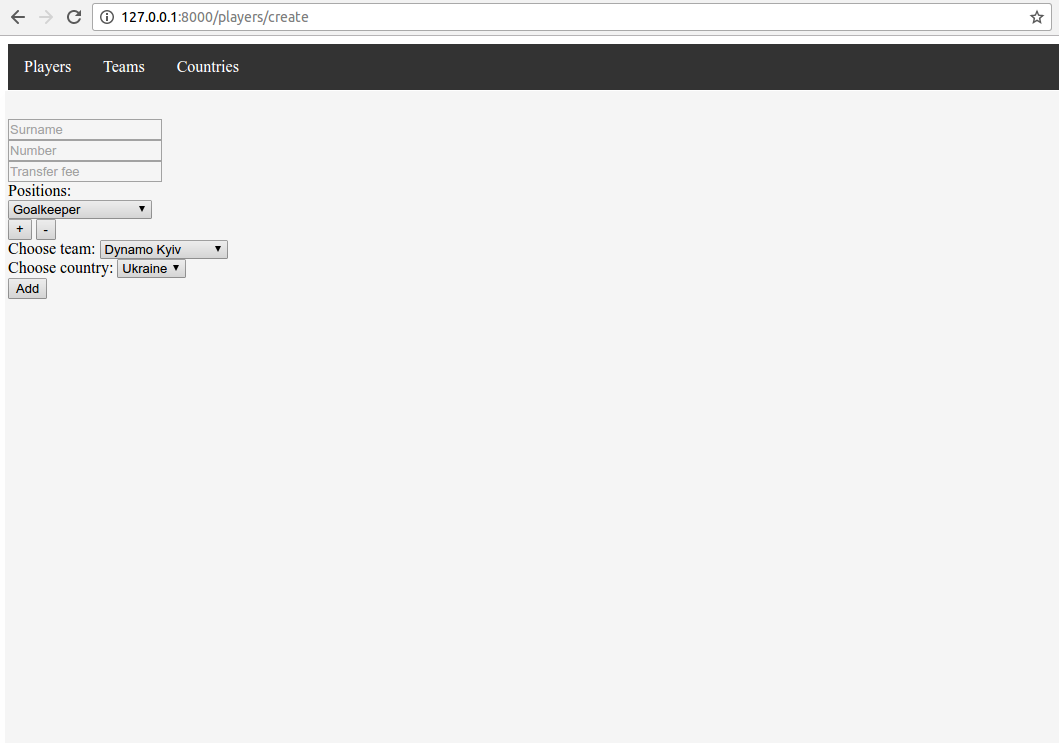 127.0.0.1:8000/players/create
Players Teams Countries
Surname
Number
Transfer fee
Positions:
Goalkeeper
+ -
Choose team: Dynamo Kyiv
Choose country: Ukraine
Add